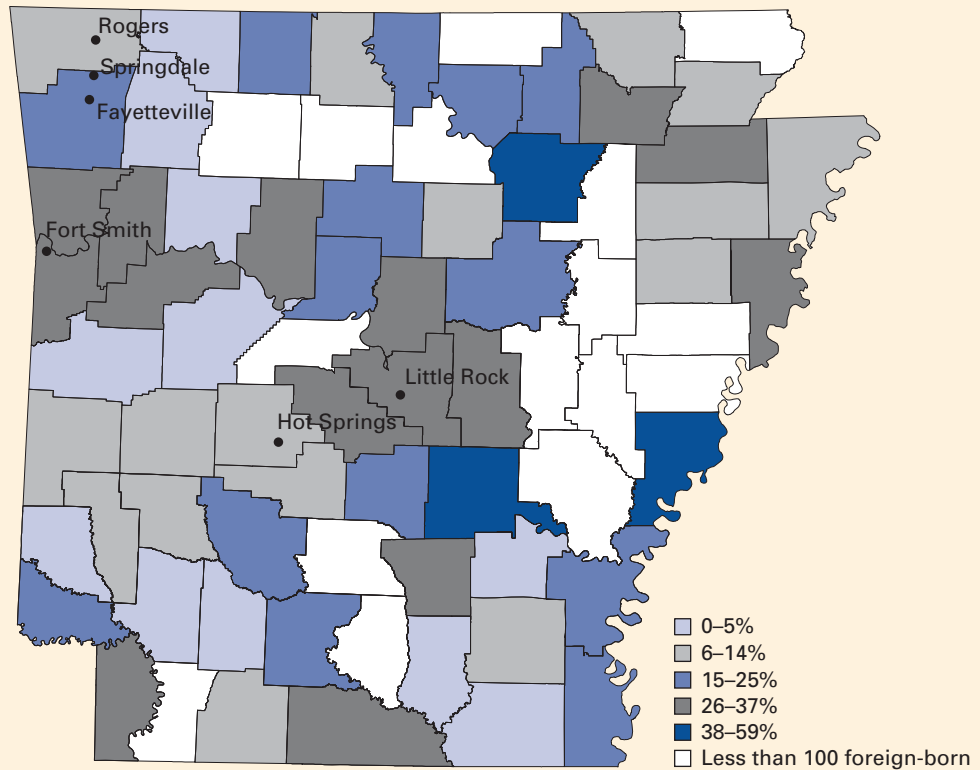 Rogers
Springdale
Fayetteville
Fort Smith
Little Rock
Hot Springs
0–5%
6–14%
15–25%
26–37%
38–59%
Less than 100 foreign-born